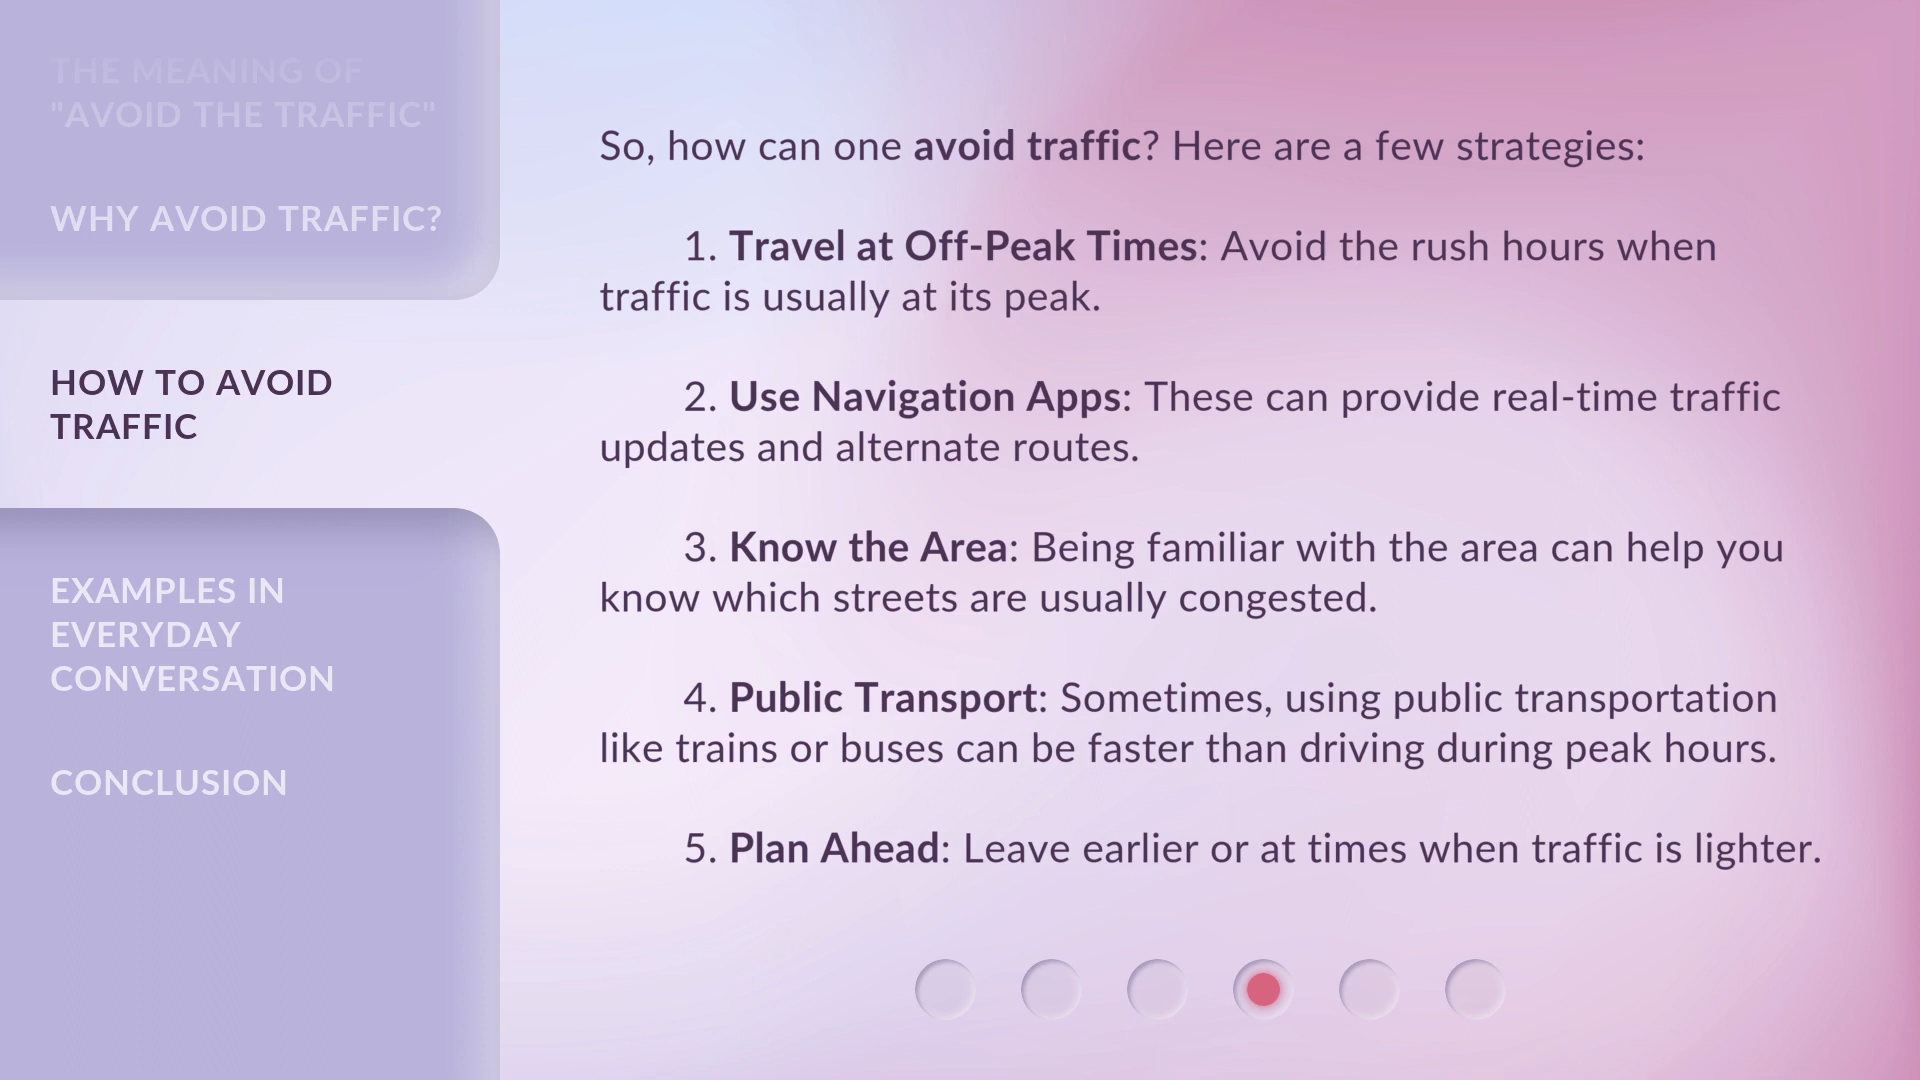 THE MEANING OF
"AVOID THE TRAFFIC"
WHY AVOID TRAFFIC?
HOW TO AVOID
TRAFFIC
EXAMPLES IN
EVERYDAY
CONVERSATION
CONCLUSION
So, how can one avoid traffic? Here are a few strategies:
1. Travel at Off-Peak Times: Avoid the rush hours when
traffic is usually at its peak.
2. Use Navigation Apps: These can provide real-time traffic
updates and alternate routes.
3. Know the Area: Being familiar with the area can help you
know which streets are usually congested.
4. Public Transport: Sometimes, using public transportation
like trains or buses can be faster than driving during peak hours.
5. Plan Ahead: Leave earlier or at times when traffic is lighter.